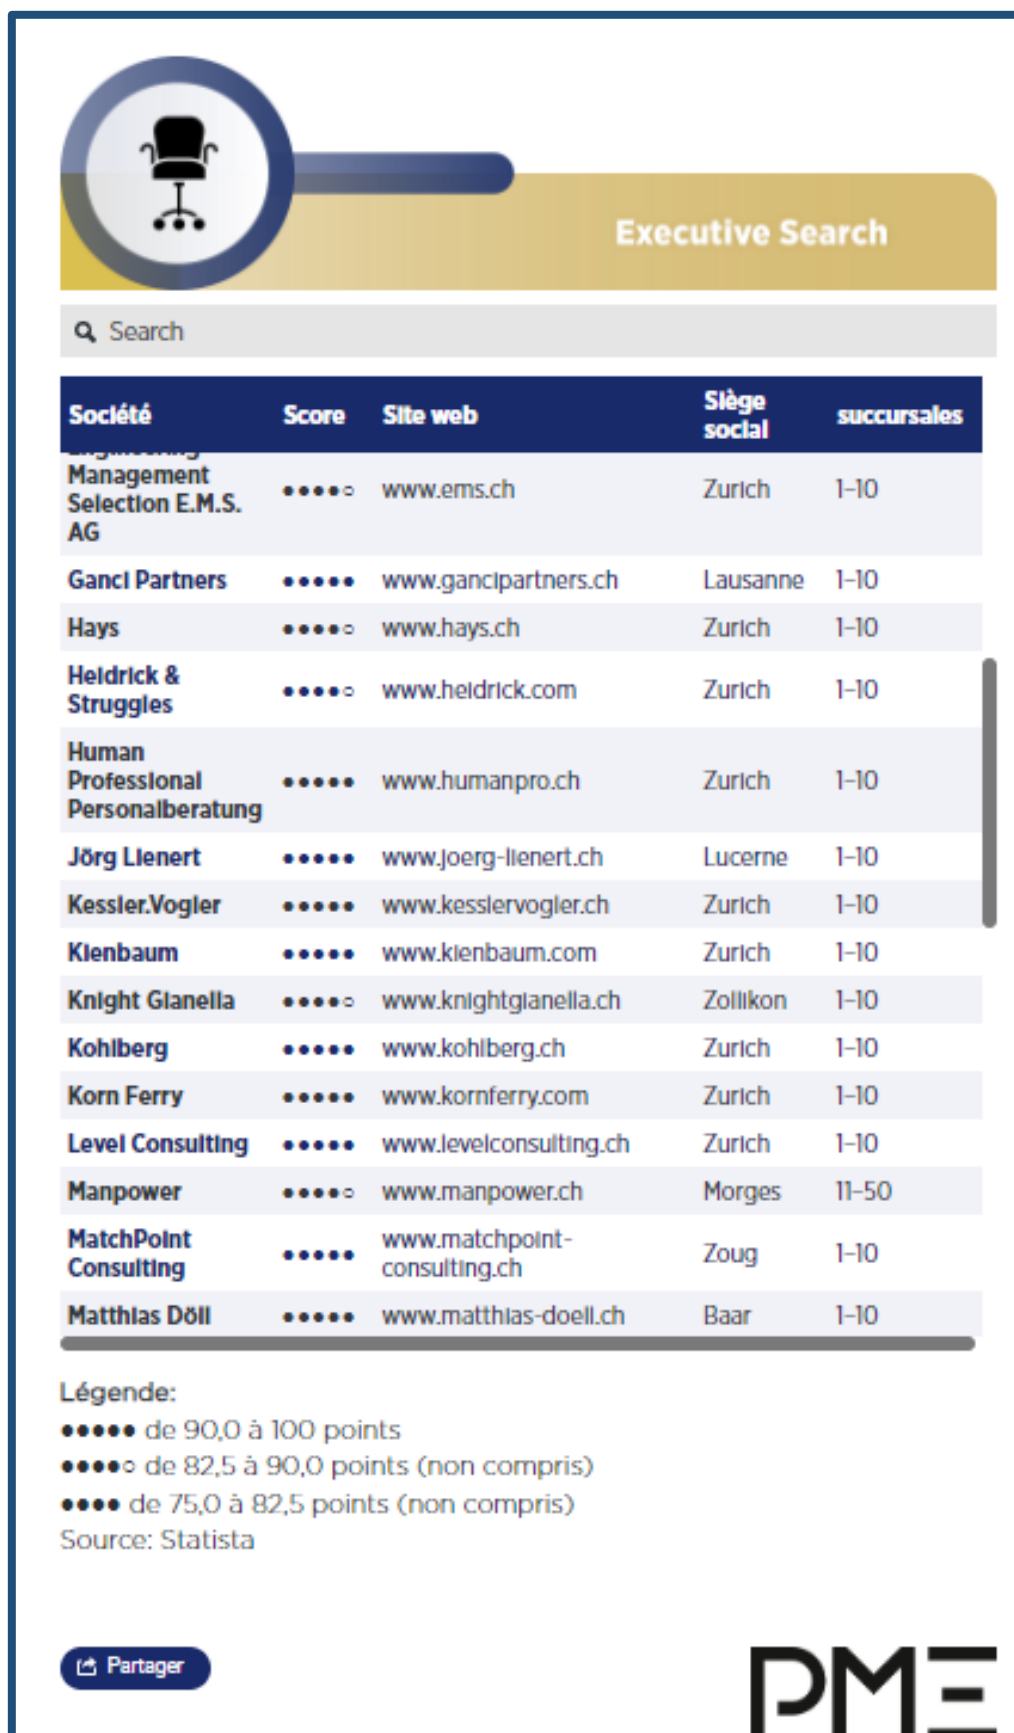 Executive Search
Search
Société Score Site web Siège social succursales
Engineering Management Selection E.M.S. AG ●●●●○ www.ems.ch Zurich 1–10
Ganci Partners ●●●●● www.gancipartners.ch Lausanne 1–10
Hays ●●●●○ www.hays.ch Zurich 1–10
Heidrick & Struggles ●●●●○ www.heidrick.com Zurich 1–10
Human Professional Personalberatung ●●●●● www.humanpro.ch Zurich 1–10
Jörg Lienert ●●●●● www.joerg-lienert.ch Lucerne 1–10
Kessler.Vogler ●●●●● www.kesslervogler.ch Zurich 1–10
Kienbaum ●●●●● www.kienbaum.com Zurich 1–10
Knight Gianella ●●●●○ www.knightgianella.ch Zollikon 1–10
Kohlberg ●●●●● www.kohlberg.ch Zurich 1–10
Korn Ferry ●●●●● www.kornferry.com Zurich 1–10
Level Consulting ●●●●● www.levelconsulting.ch Zurich 1–10
Manpower ●●●●○ www.manpower.ch Morges 11–50
MatchPoint Consulting ●●●●● www.matchpoint-consulting.ch Zoug 1–10
Matthias Döll ●●●●● www.matthias-doell.ch Baar 1–10
Légende:
●●●●● de 90,0 à 100 points
●●●●○ de 82,5 à 90,0 points (non compris)
●●●● de 75,0 à 82,5 points (non compris)
Source: Statista
Partager
PME